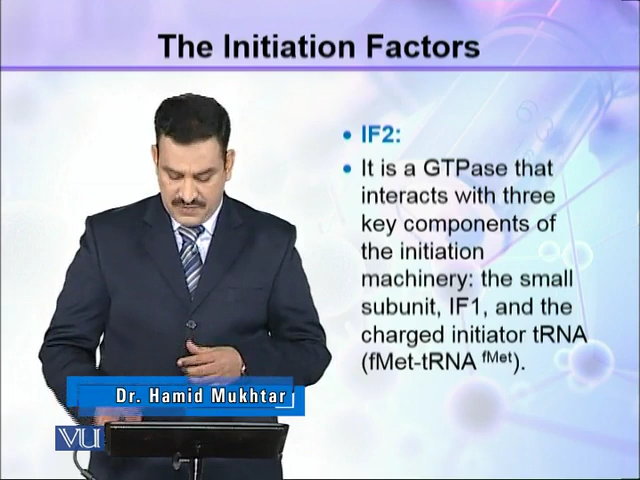 The Initiation Factors
• IF2:
• It is a GTPase that
interacts with three
key components of
the initiation
machinery: the small
subunit, IF1, and the
charged initiator tRNA
(fMet-tRNA fMet).
Dr. Hamid Mukhtar
VU